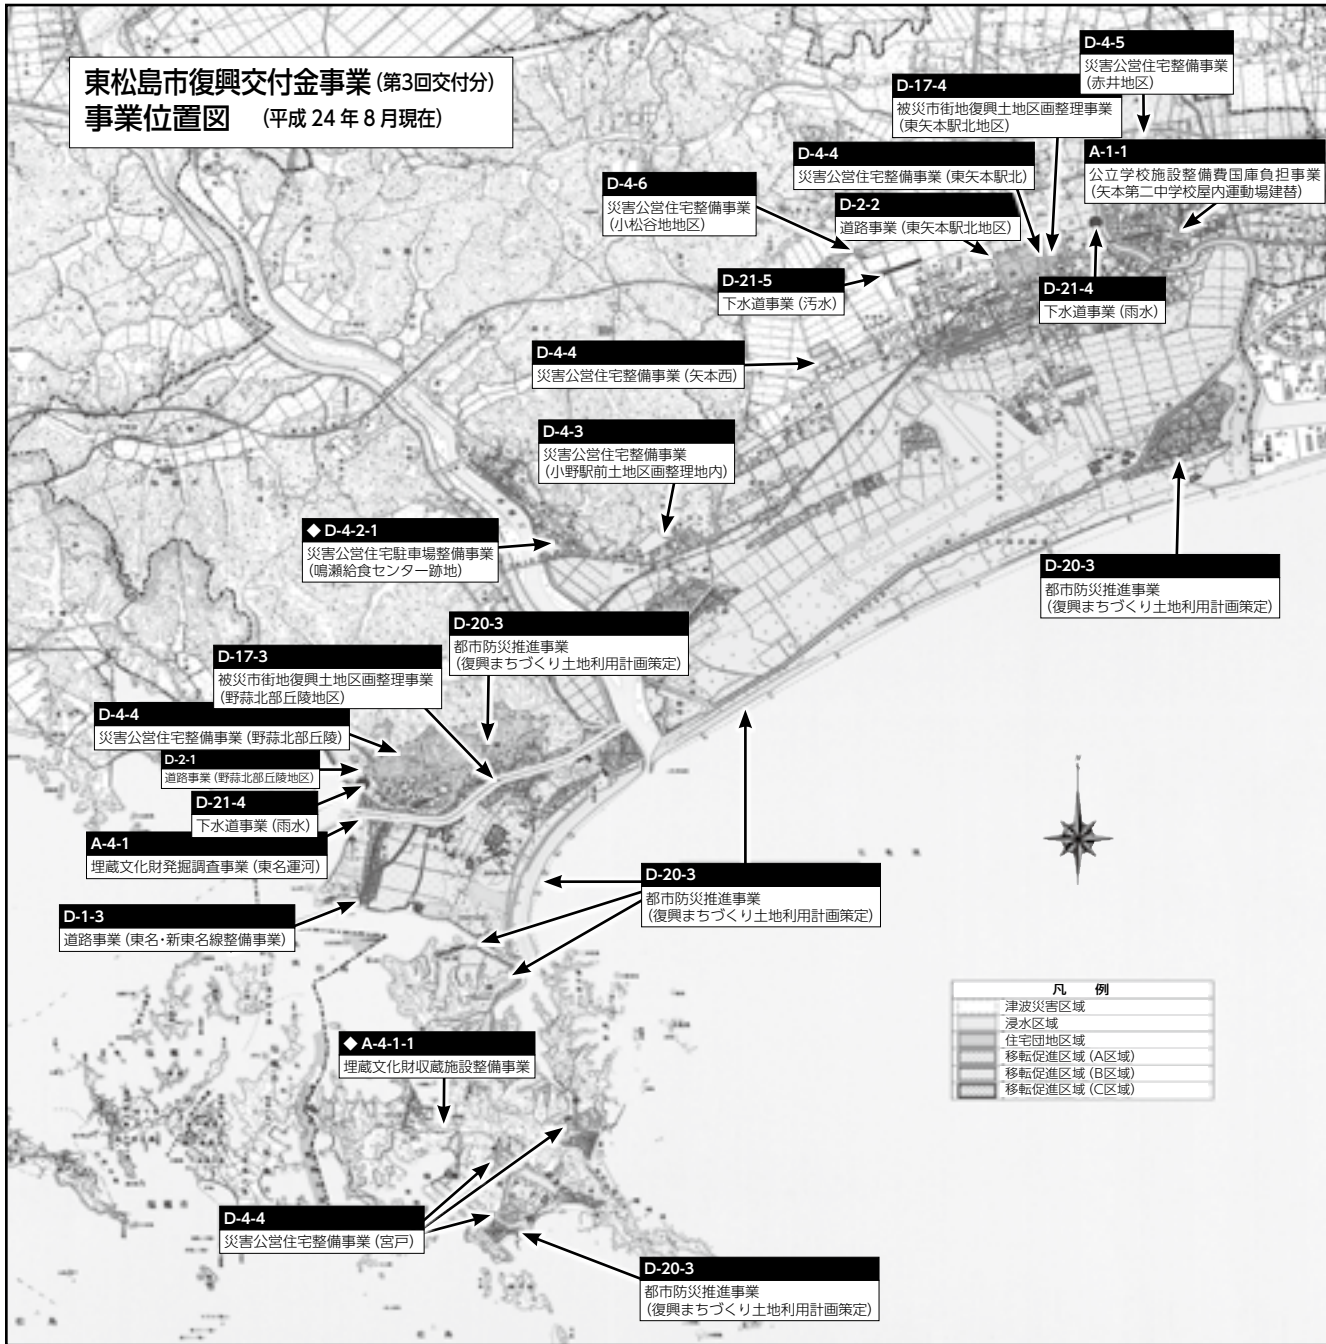 東松島市復興交付金事業 (第3回交付分)
事業位置図 (平成 24 年 8 月現在)
D-4-5
災害公営住宅整備事業
(赤井地区)
D-17-4
被災市街地復興土地区画整理事業
(東矢本駅北地区)
A-1-1
公立学校施設整備費国庫負担事業
(矢本第二中学校屋内運動場建替)
D-4-4
災害公営住宅整備事業 (東矢本駅北)
D-4-6
災害公営住宅整備事業
(小松谷地地区)
D-2-2
道路事業 (東矢本駅北地区)
D-21-5
下水道事業 (汚水)
D-21-4
下水道事業 (雨水)
D-4-4
災害公営住宅整備事業 (矢本西)
D-4-3
災害公営住宅整備事業
(小野駅前土地区画整理地内)
◆ D-4-2-1
災害公営住宅駐車場整備事業
(鳴瀬給食センター跡地)
D-20-3
都市防災推進事業
(復興まちづくり土地利用計画策定)
D-20-3
都市防災推進事業
(復興まちづくり土地利用計画策定)
D-17-3
被災市街地復興土地区画整理事業
(野蒜北部丘陵地区)
D-4-4
災害公営住宅整備事業 (野蒜北部丘陵)
D-2-1
道路事業 (野蒜北部丘陵地区)
D-21-4
下水道事業 (雨水)
A-4-1
埋蔵文化財発掘調査事業 (東名運河)
D-20-3
都市防災推進事業
(復興まちづくり土地利用計画策定)
D-1-3
道路事業 (東名・新東名線整備事業)
凡 例
津波災害区域
浸水区域
住宅団地区域
移転促進区域 (A区域)
移転促進区域 (B区域)
移転促進区域 (C区域)
◆ A-4-1-1
埋蔵文化財収蔵施設整備事業
D-4-4
災害公営住宅整備事業 (宮戸)
D-20-3
都市防災推進事業
(復興まちづくり土地利用計画策定)